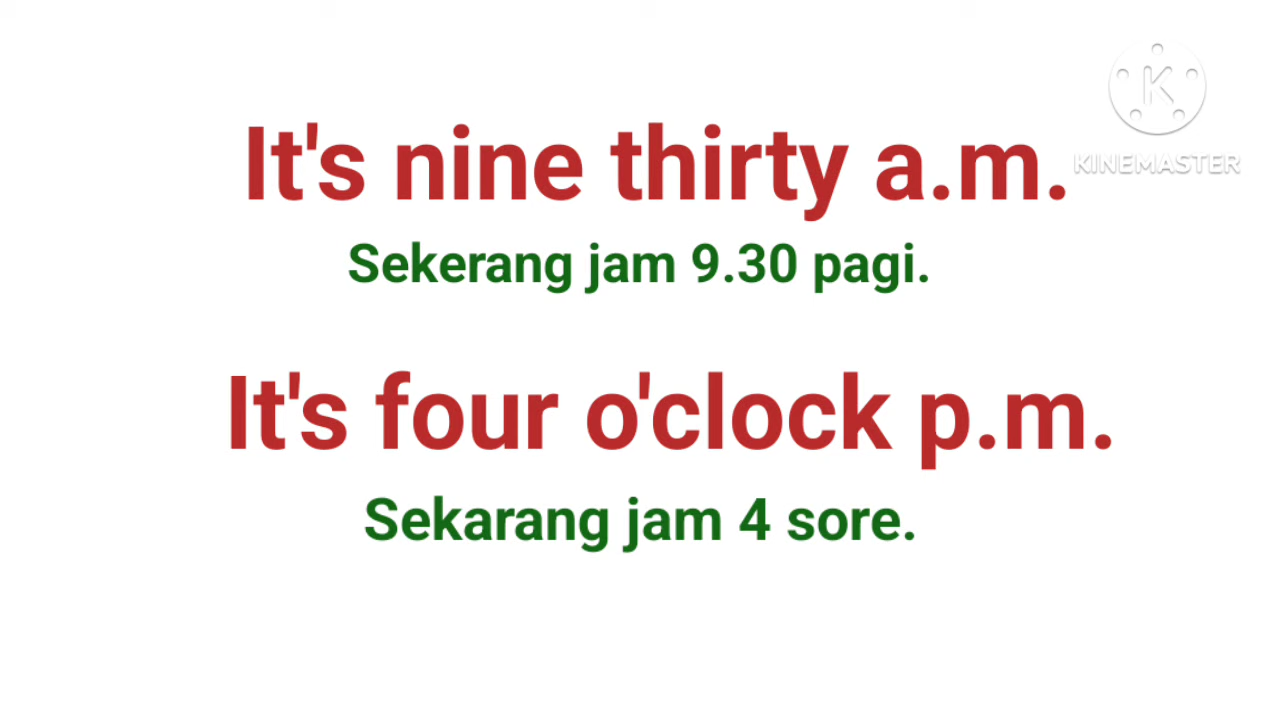 It's nine thirty a.m.
KINEMASTER
Sekerang jam 9.30 pagi.
It's four o'clock p.m.
Sekarang jam 4 sore.